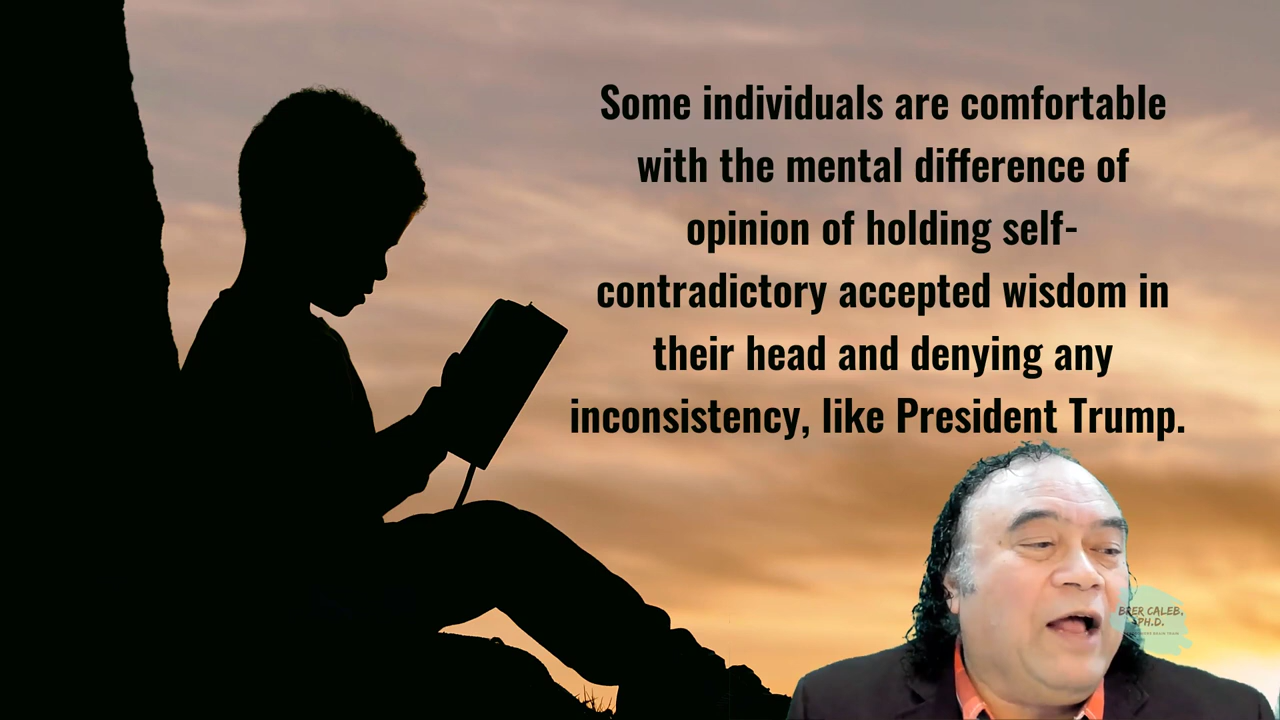 Some individuals are comfortable
with the mental difference of
opinion of holding self-
contradictory accepted wisdom in
their head and denying any
inconsistency, like President Trump.
BRER CALEB,
PH.D.